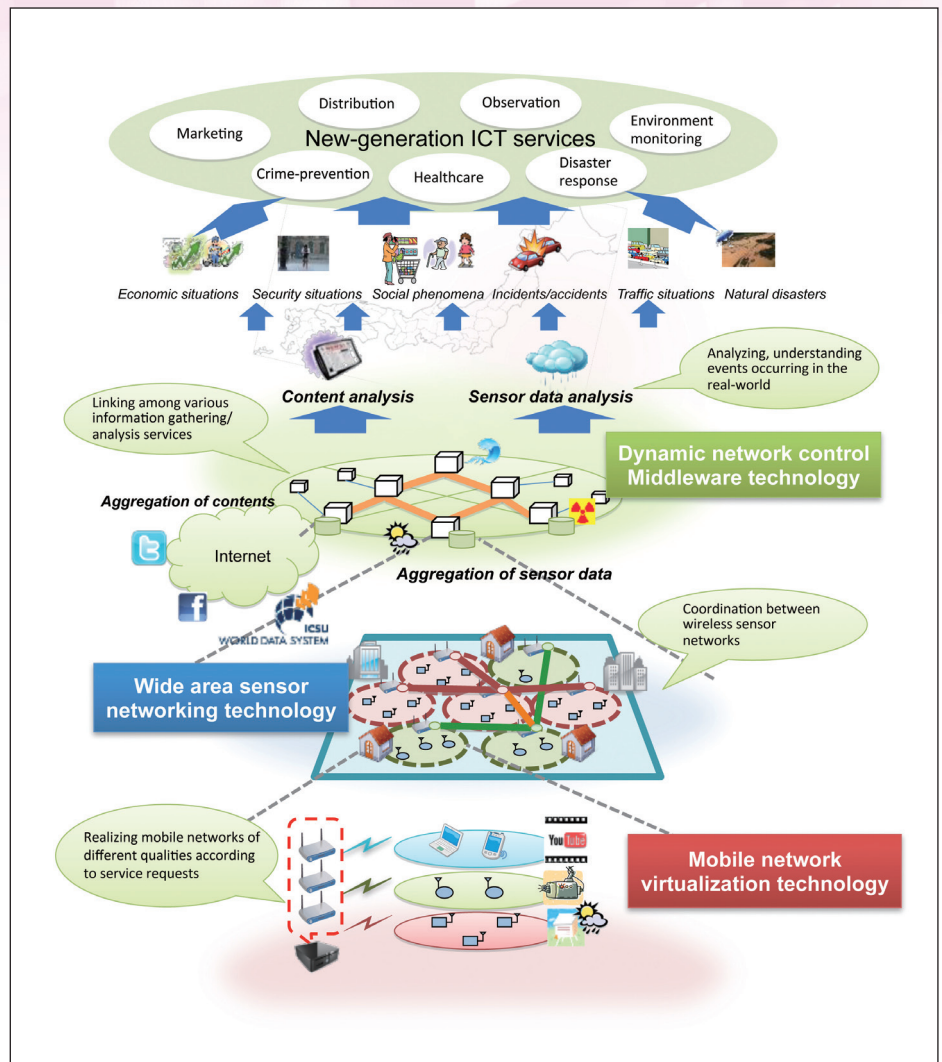 Distribution
Observation
Marketing
Environment
monitoring
New-generation ICT services
Crime-prevention
Healthcare
Disaster
response
Economic situations
Security situations
Social phenomena
Incidents/accidents
Traffic situations
Natural disasters
Content analysis
Sensor data analysis
Analyzing, understanding
events occurring in the
real-world
Linking among various
information gathering/
analysis services
Dynamic network control
Middleware technology
Aggregation of contents
Internet
Aggregation of sensor data
ICSU
WORLD DATA SYSTEM
Coordination between
wireless sensor
networks
Wide area sensor
networking technology
Realizing mobile networks of
different qualities according
to service requests
YouTube
Mobile network
virtualization technology